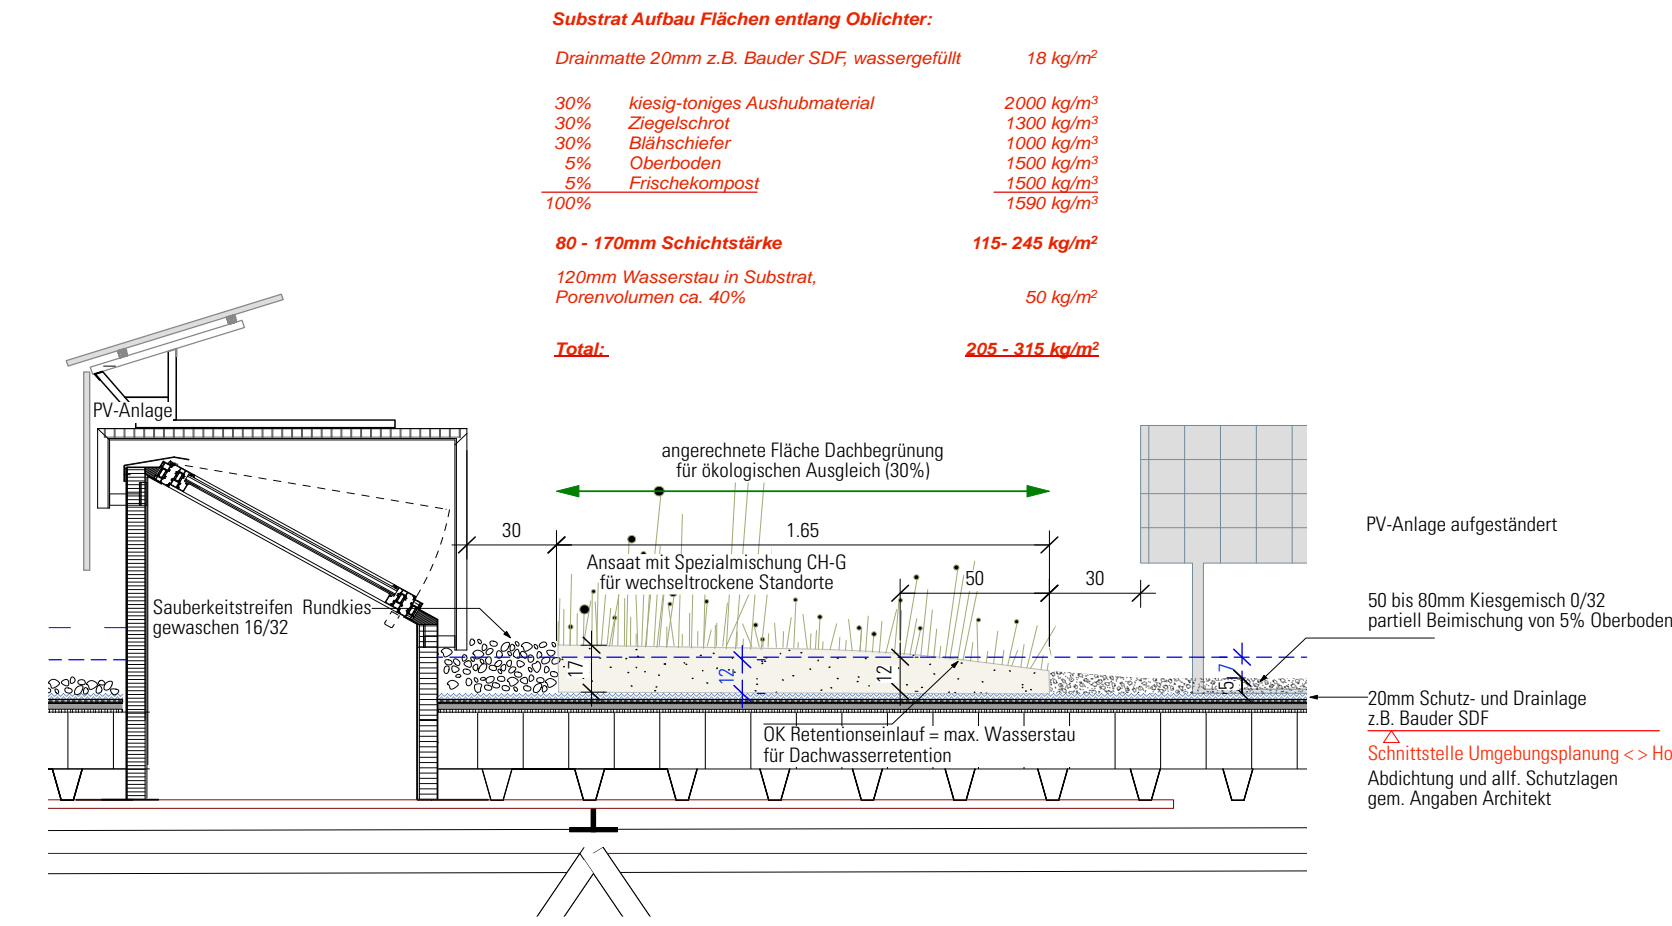 Substrat Aufbau Flächen entlang Oblichter:
Drainmatte 20mm z.B. Bauder SDF, wassergefüllt 18 kg/m²
30% kiesig-toniges Aushubmaterial 2000 kg/m³
30% Ziegelschrot 1300 kg/m³
30% Blähschiefer 1000 kg/m³
5% Oberboden 1500 kg/m³
5% Frischekompost 1500 kg/m³
100% 1590 kg/m³
80 - 170mm Schichtstärke 115- 245 kg/m²
120mm Wasserstau in Substrat,
Porenvolumen ca. 40% 50 kg/m²
Total: 205 - 315 kg/m²
PV-Anlage
angerechnete Fläche Dachbegrünung
für ökologischen Ausgleich (30%)
30
1.65
Ansaat mit Spezialmischung CH-G
für wechseltrockene Standorte
50
30
Sauberkeitstreifen Rundkies
gewaschen 16/32
17
12
12
7
5
OK Retentionseinlauf = max. Wasserstau
für Dachwasserretention
PV-Anlage aufgeständert
50 bis 80mm Kiesgemisch 0/32
partiell Beimischung von 5% Oberboden
20mm Schutz- und Drainlage
z.B. Bauder SDF
Schnittstelle Umgebungsplanung < > Ho
Abdichtung und allf. Schutzlagen
gem. Angaben Architekt